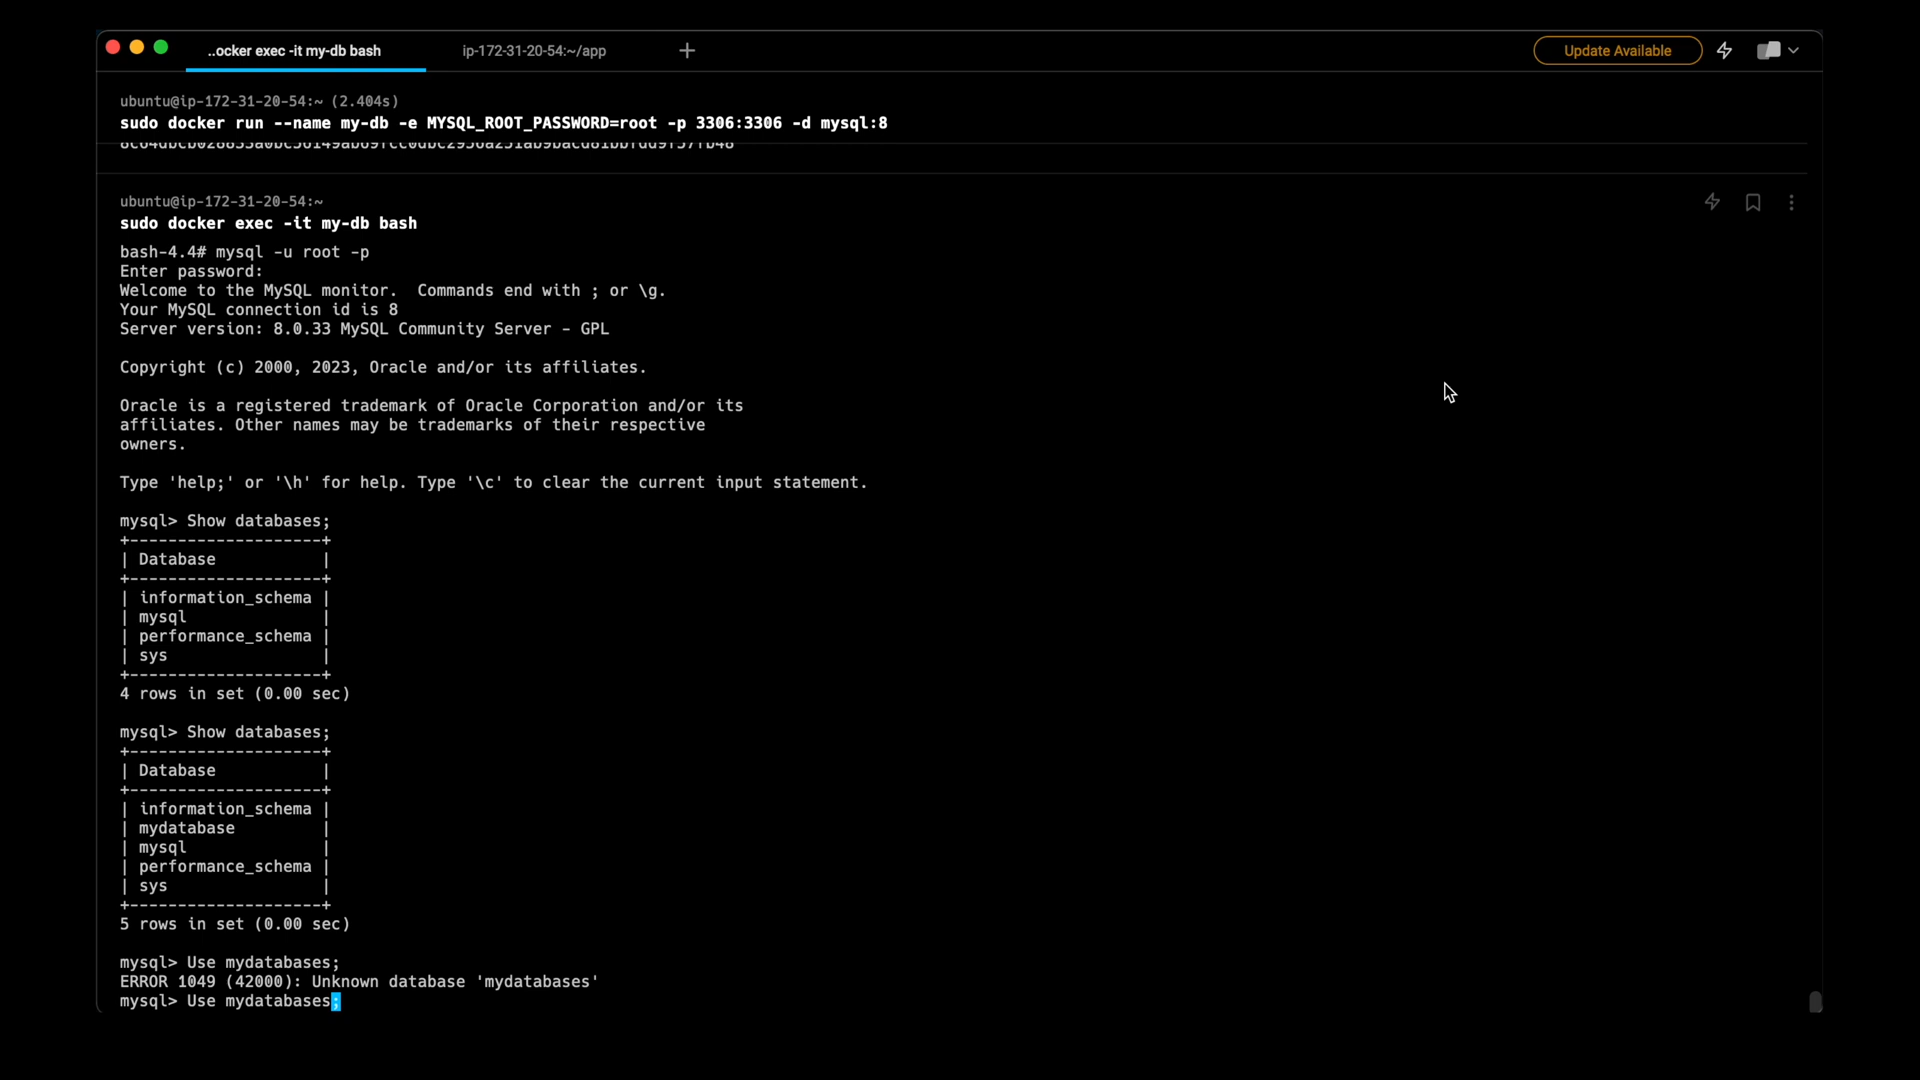 ..ocker exec -it my-db bash
ip-172-31-20-54:~/app
+
Update Available
ubuntu@ip-172-31-20-54:~ (2.404s)
sudo docker run --name my-db -e MYSQL_ROOT_PASSWORD=root -p 3306:3306 -d mysql:8
ubuntu@ip-172-31-20-54:~
sudo docker exec -it my-db bash
bash-4.4# mysql -u root -p
Enter password:
Welcome to the MySQL monitor.  Commands end with ; or \g.
Your MySQL connection id is 8
Server version: 8.0.33 MySQL Community Server - GPL
Copyright (c) 2000, 2023, Oracle and/or its affiliates.
Oracle is a registered trademark of Oracle Corporation and/or its
affiliates. Other names may be trademarks of their respective
owners.
Type 'help;' or '\h' for help. Type '\c' to clear the current input statement.
mysql> Show databases;
+--------------------+
| Database           |
+--------------------+
| information_schema |
| mysql              |
| performance_schema |
| sys                |
+--------------------+
4 rows in set (0.00 sec)
mysql> Show databases;
+--------------------+
| Database           |
+--------------------+
| information_schema |
| mydatabase         |
| mysql              |
| performance_schema |
| sys                |
+--------------------+
5 rows in set (0.00 sec)
mysql> Use mydatabases;
ERROR 1049 (42000): Unknown database 'mydatabases'
mysql> Use mydatabases;